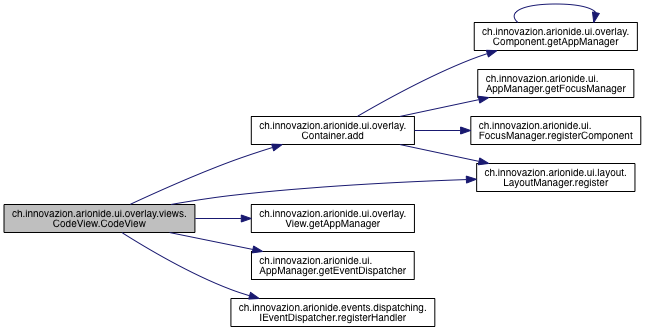 ch.innovazion.arionide.ui.overlay.
Component.getAppManager
ch.innovazion.arionide.ui.
AppManager.getFocusManager
ch.innovazion.arionide.ui.overlay.
Container.add
ch.innovazion.arionide.ui.
FocusManager.registerComponent
ch.innovazion.arionide.ui.layout.
LayoutManager.register
ch.innovazion.arionide.ui.overlay.views.
CodeView.CodeView
ch.innovazion.arionide.ui.overlay.
View.getAppManager
ch.innovazion.arionide.ui.
AppManager.getEventDispatcher
ch.innovazion.arionide.events.dispatching.
IEventDispatcher.registerHandler